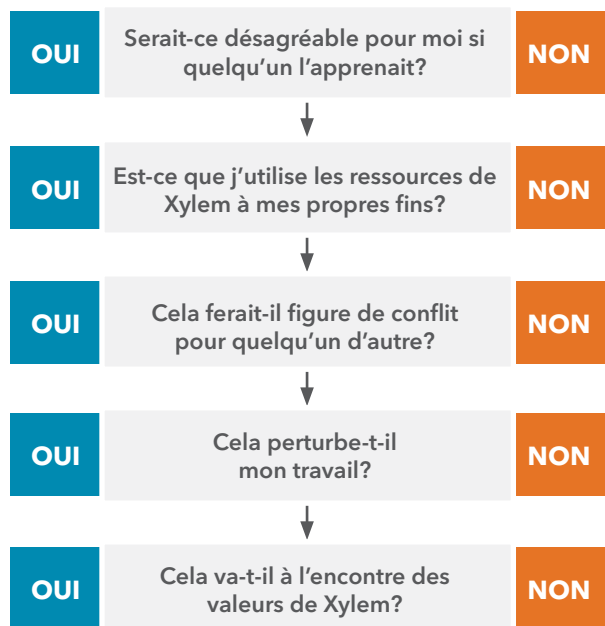 OUI
Serait-ce désagréable pour moi si
quelqu'un l'apprenait?
NON
OUI
Est-ce que j'utilise les ressources de
Xylem à mes propres fins?
NON
OUI
Cela ferait-il figure de conflit
pour quelqu'un d'autre?
NON
OUI
Cela perturbe-t-il
mon travail?
NON
OUI
Cela va-t-il à l'encontre des
valeurs de Xylem?
NON